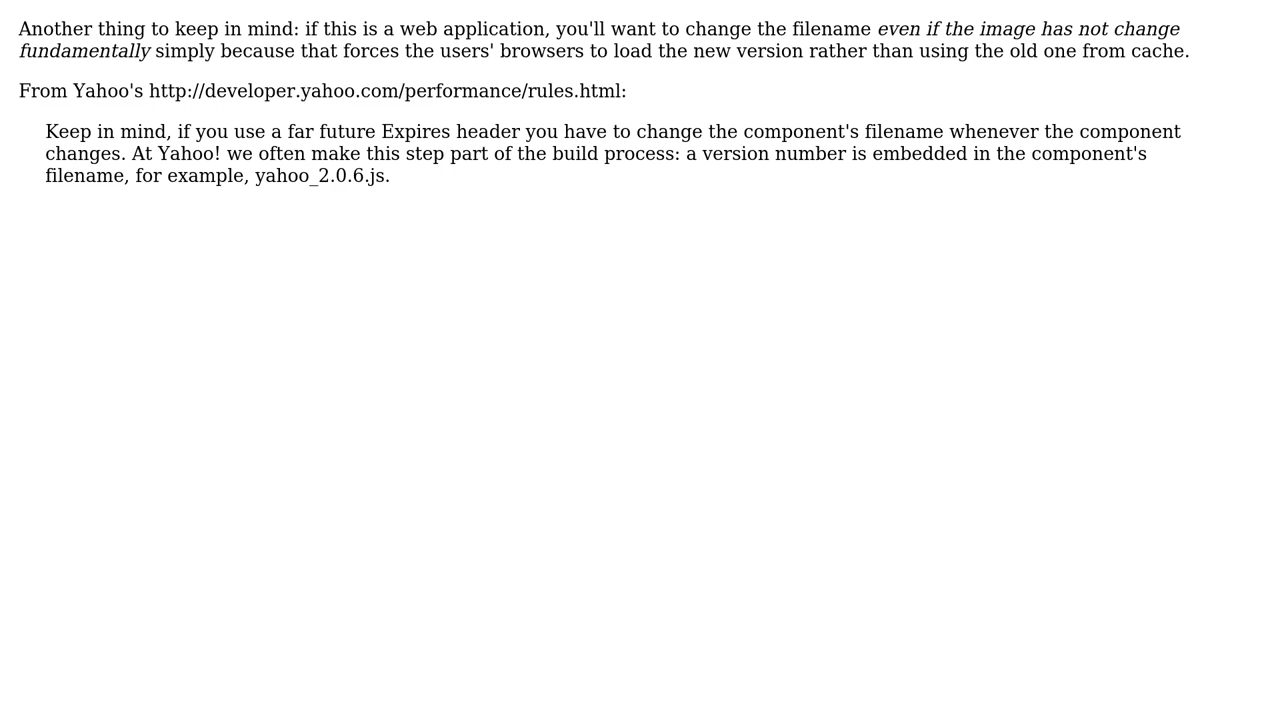 Another thing to keep in mind: if this is a web application, you'll want to change the filename even if the image has not change
fundamentally simply because that forces the users' browsers to load the new version rather than using the old one from cache.
From Yahoo's http://developer.yahoo.com/performance/rules.html:
Keep in mind, if you use a far future Expires header you have to change the component's filename whenever the component
changes. At Yahoo! we often make this step part of the build process: a version number is embedded in the component's
filename, for example, yahoo_2.0.6.js.